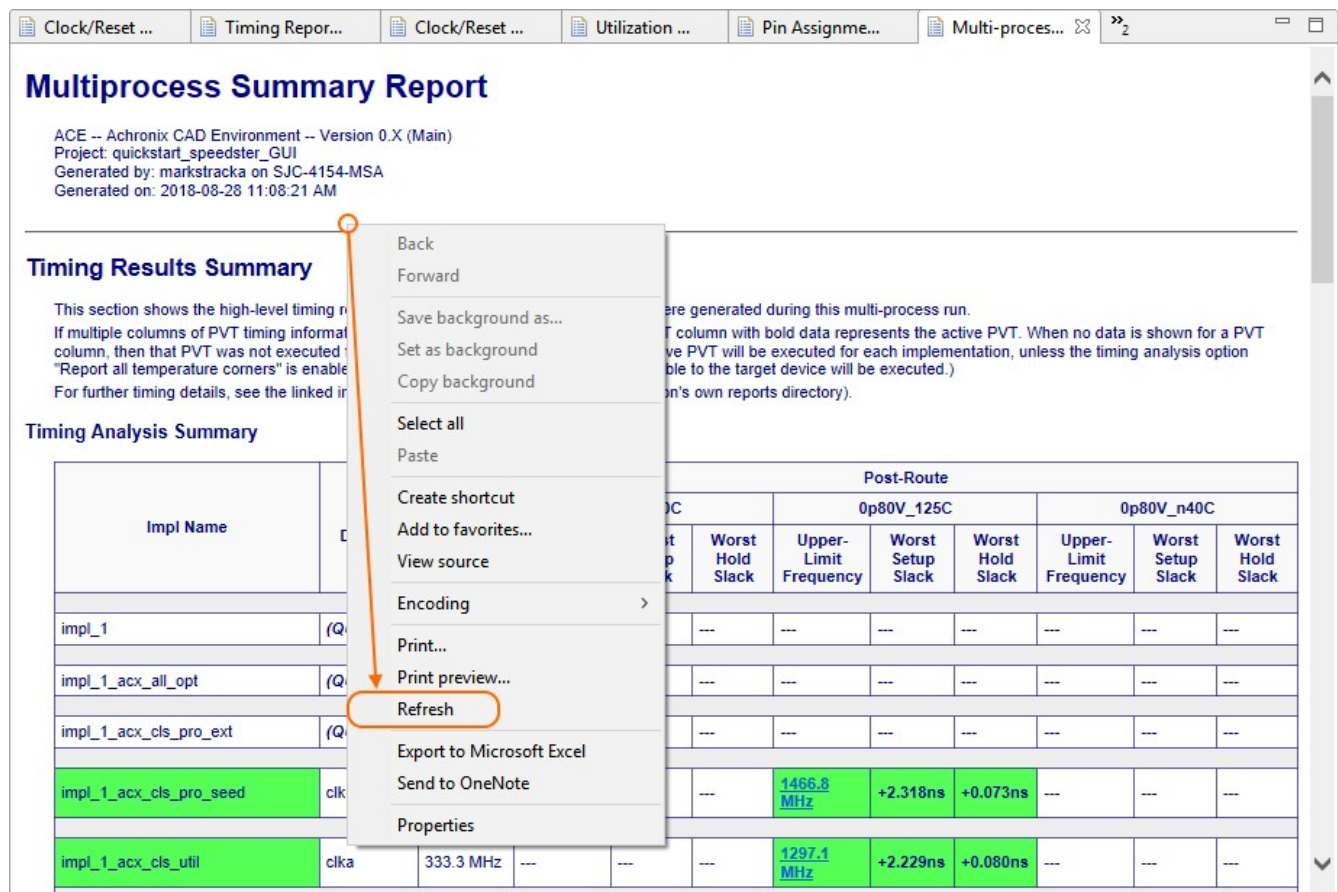 Clock/Reset ... Timing Repor... Clock/Reset ... Utilization ... Pin Assignme... Multi-proces... »2
Multiprocess Summary Report
ACE -- Achronix CAD Environment -- Version 0.X (Main)
Project: quickstart_speedster_GUI
Generated by: markstracka on SJC-4154-MSA
Generated on: 2018-08-28 11:08:21 AM
Timing Results Summary
This section shows the high-level timing ere generated during this multi-process run.
If multiple columns of PVT timing column with bold data represents the active PVT. When no data is shown for a PVT
column, then that PVT was not executed PVT will be executed for each implementation, unless the timing analysis option
"Report all temperature corners" is to the target device will be executed.)
For further timing details, see the linked own reports directory).
Back
Forward
Save background as...
Set as background
Copy background
Select all
Paste
Create shortcut
Add to favorites...
View source
Encoding >
Print...
Print preview...
Refresh
Export to Microsoft Excel
Send to OneNote
Properties
Timing Analysis Summary
Post-Route
0p80V_125C 0p80V_n40C
Impl Name
Worst Hold Slack Upper-Limit Frequency Worst Setup Slack Worst Hold Slack Upper-Limit Frequency Worst Setup Slack Worst Hold Slack
impl_1 --- --- --- --- --- --- ---
impl_1_acx_all_opt --- --- --- --- --- --- ---
impl_1_acx_cls_pro_ext --- --- --- --- --- --- ---
impl_1_acx_cls_pro_seed clk --- 1466.8 MHz +2.318ns +0.073ns --- --- ---
impl_1_acx_cls_util clka 333.3 MHz --- --- --- 1297.1 MHz +2.229ns +0.080ns --- --- ---